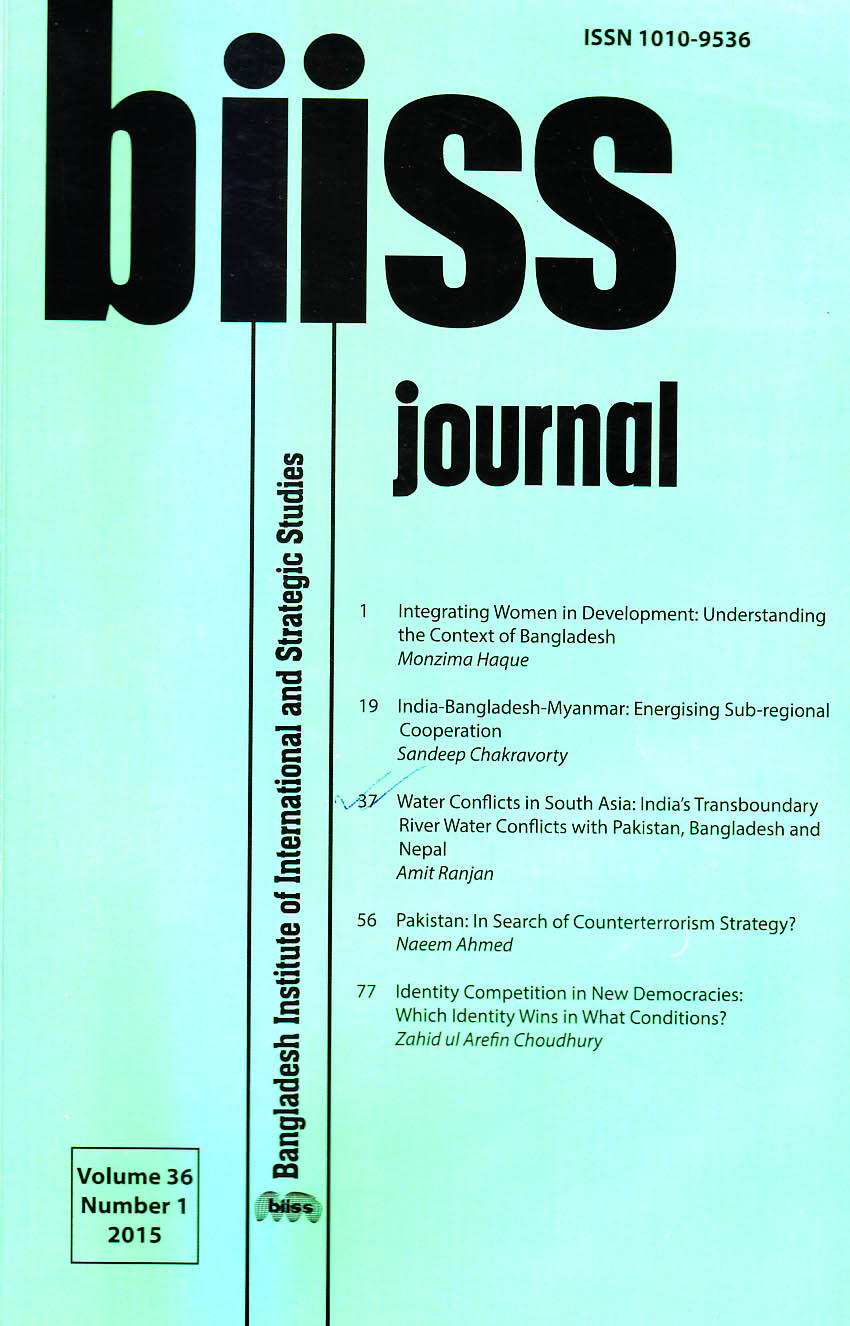 ISSN 1010-9536
biiss
journal
Bangladesh Institute of International and Strategic Studies
1 Integrating Women in Development: Understanding
the Context of Bangladesh
Monzima Haque
19 India-Bangladesh-Myanmar: Energising Sub-regional
Cooperation
Sandeep Chakravorty
37 Water Conflicts in South Asia: India's Transboundary
River Water Conflicts with Pakistan, Bangladesh and
Nepal
Amit Ranjan
56 Pakistan: In Search of Counterterrorism Strategy?
Naeem Ahmed
77 Identity Competition in New Democracies:
Which Identity Wins in What Conditions?
Zahid ul Arefin Choudhury
Volume 36
Number 1
2015
biiss